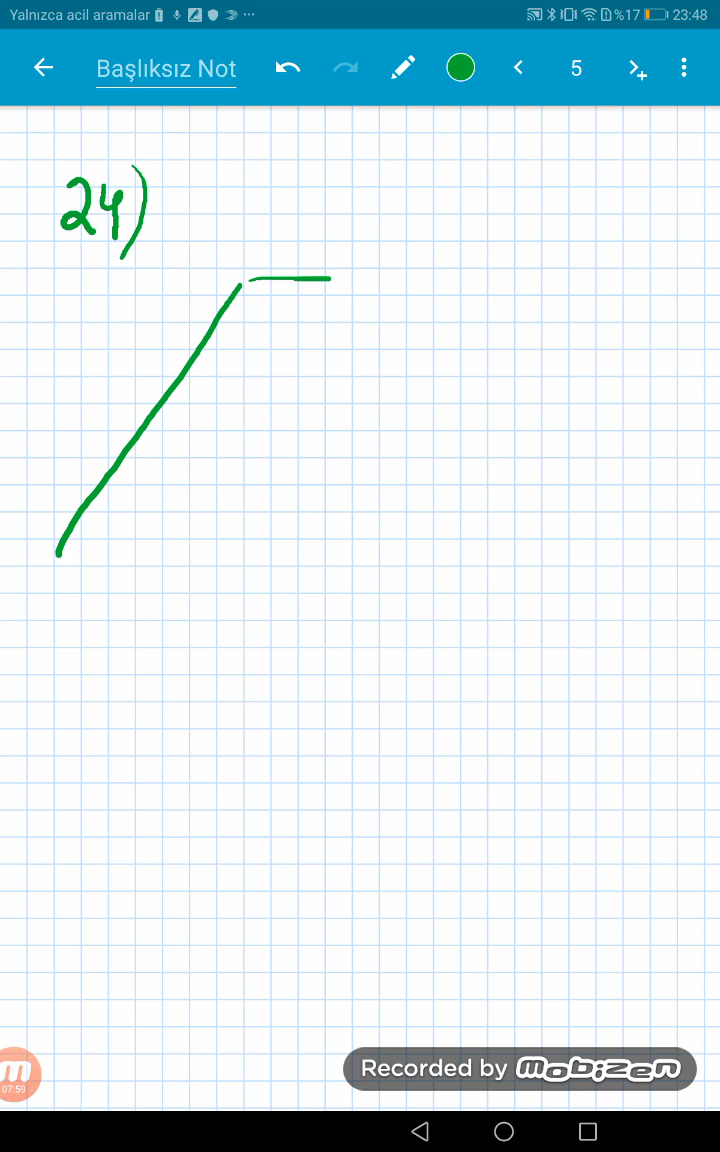 Yalnızca acil aramalar ...
%17 23:48
Başlıksız Not 5
24)
Recorded by mobizen
07:59